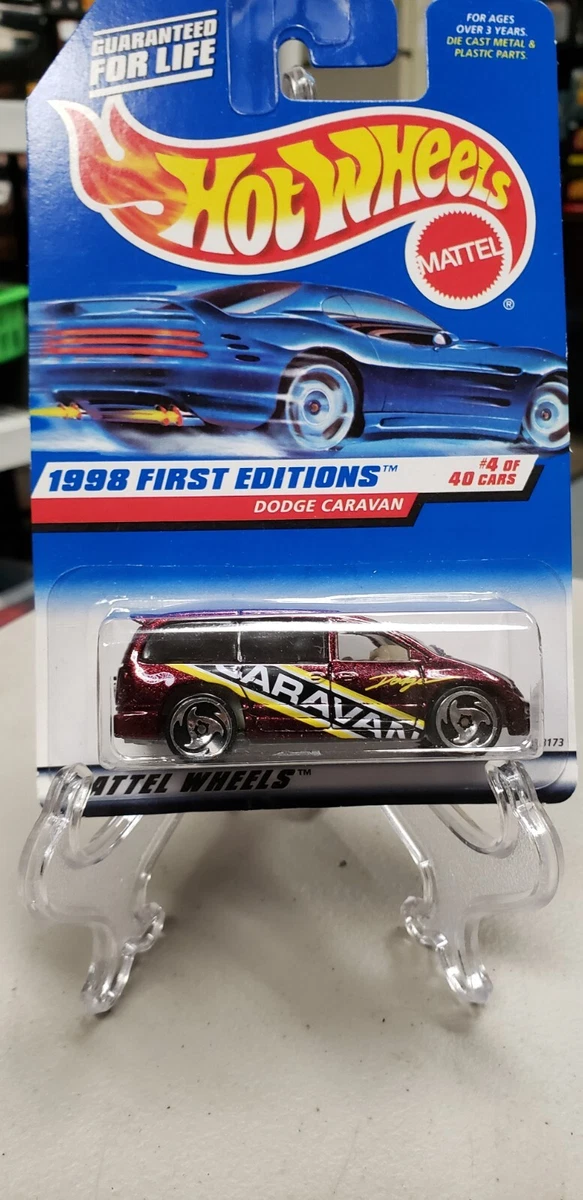 GUARANTEED
FOR LIFE
FOR AGES
OVER 3 YEARS.
DIE CAST METAL &
PLASTIC PARTS.
HOT WHEELS
MATTEL
®
1998 FIRST EDITIONS™
#4 OF
40 CARS
DODGE CARAVAN
Dodge
CARAVAN
3173
ATTEL WHEELS™